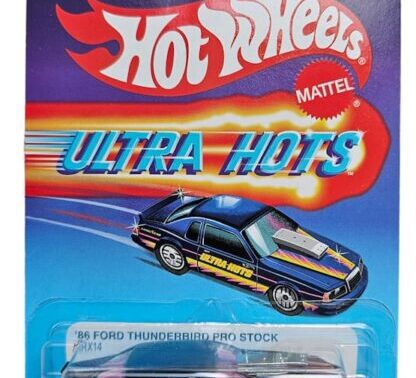 Hot Wheels
MATTEL
ULTRA HOTS
ULTRA HOTS
'86 FORD THUNDERBIRD PRO STOCK